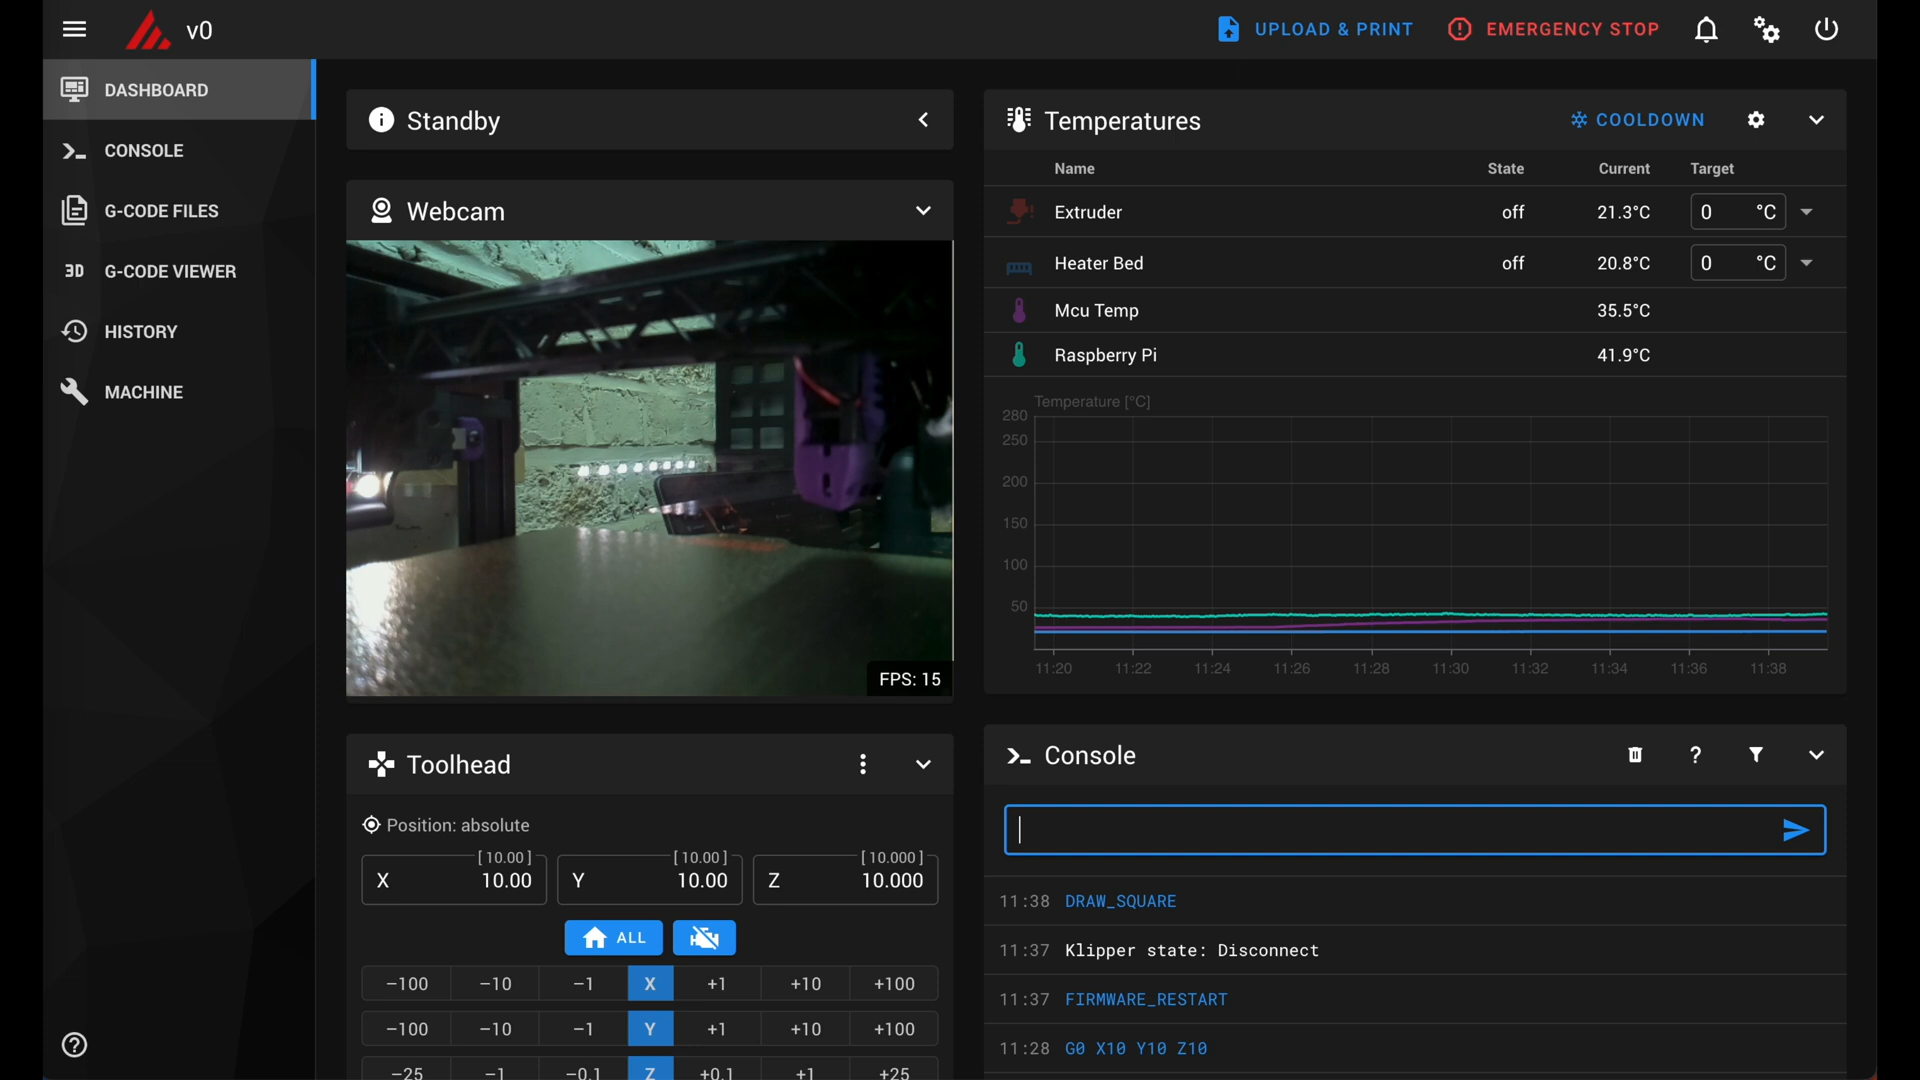 v0
UPLOAD & PRINT
EMERGENCY STOP
DASHBOARD
CONSOLE
G-CODE FILES
3D G-CODE VIEWER
HISTORY
MACHINE
Standby
Webcam
FPS: 15
Toolhead
Position: absolute
X [ 10.00 ] 10.00
Y [ 10.00 ] 10.00
Z [ 10.000 ] 10.000
ALL
−100 −10 −1 X +1 +10 +100
−100 −10 −1 Y +1 +10 +100
−25 −1 −0.1 Z +0.1 +1 +25
Temperatures
COOLDOWN
Name State Current Target
Extruder off 21.3°C 0 °C
Heater Bed off 20.8°C 0 °C
Mcu Temp 35.5°C
Raspberry Pi 41.9°C
Temperature [°C]
280
250
200
150
100
50
11:20 11:22 11:24 11:26 11:28 11:30 11:32 11:34 11:36 11:38
Console
11:38 DRAW_SQUARE
11:37 Klipper state: Disconnect
11:37 FIRMWARE_RESTART
11:28 G0 X10 Y10 Z10